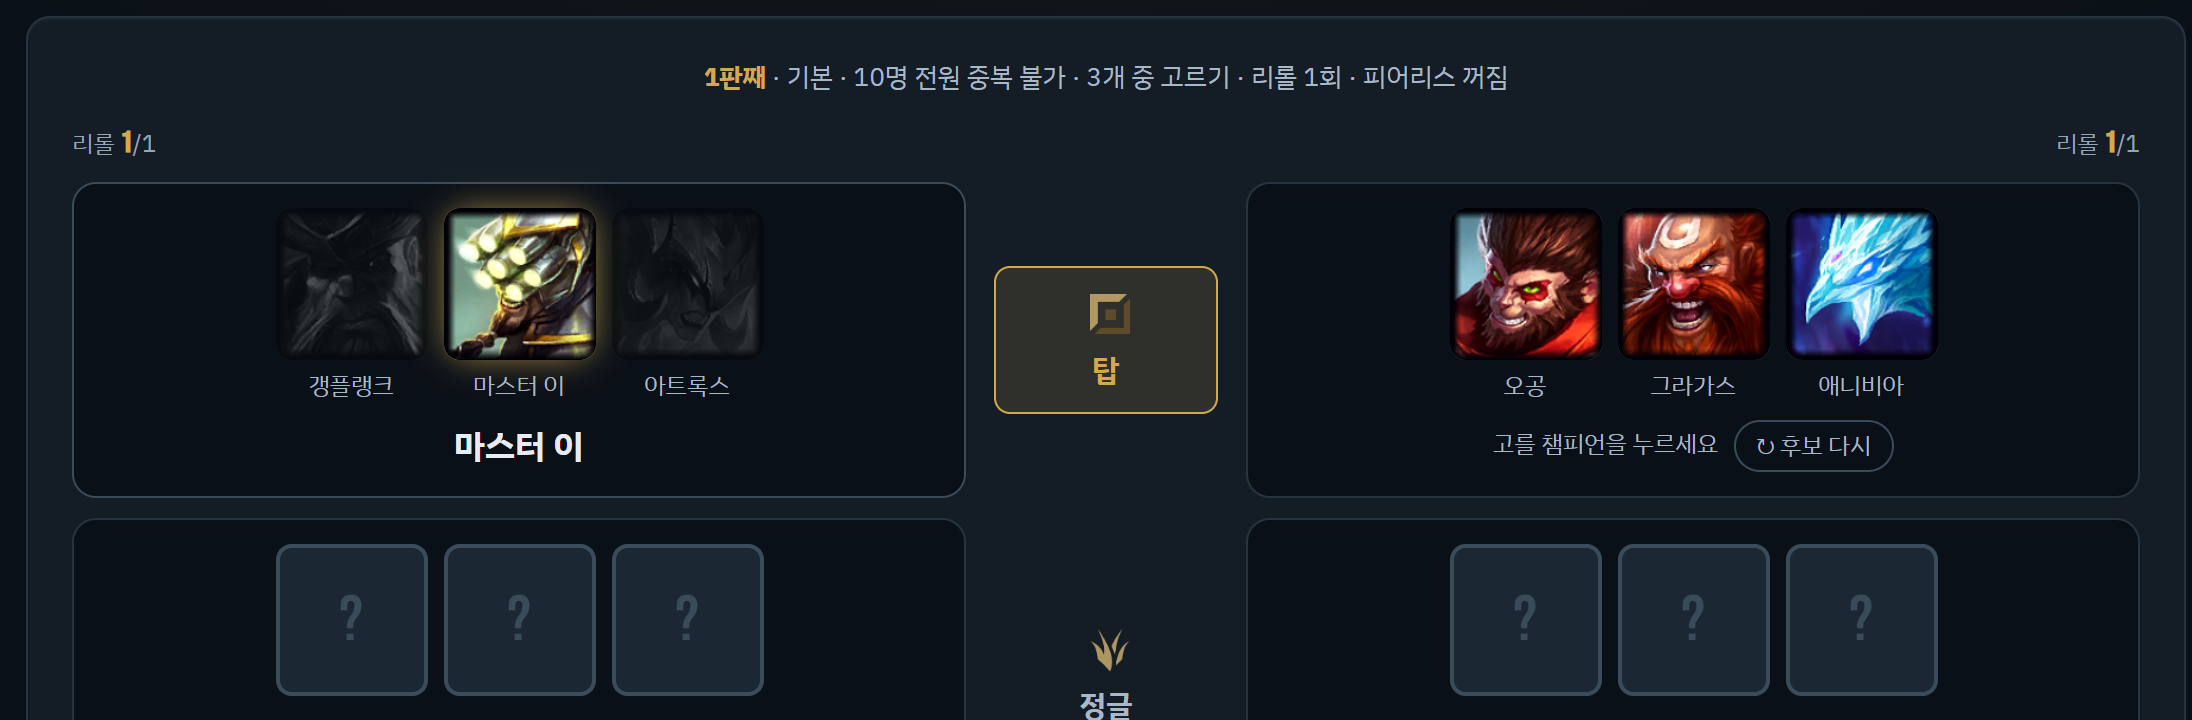 1판째 · 기본 · 10명 전원 중복 불가 · 3개 중 고르기 · 리롤 1회 · 피어리스 꺼짐
리롤 1/1
리롤 1/1
갱플랭크 마스터 이 아트록스
마스터 이
탑
오공 그라가스 애니비아
고를 챔피언을 누르세요 ↻ 후보 다시
? ? ?
정글
? ? ?